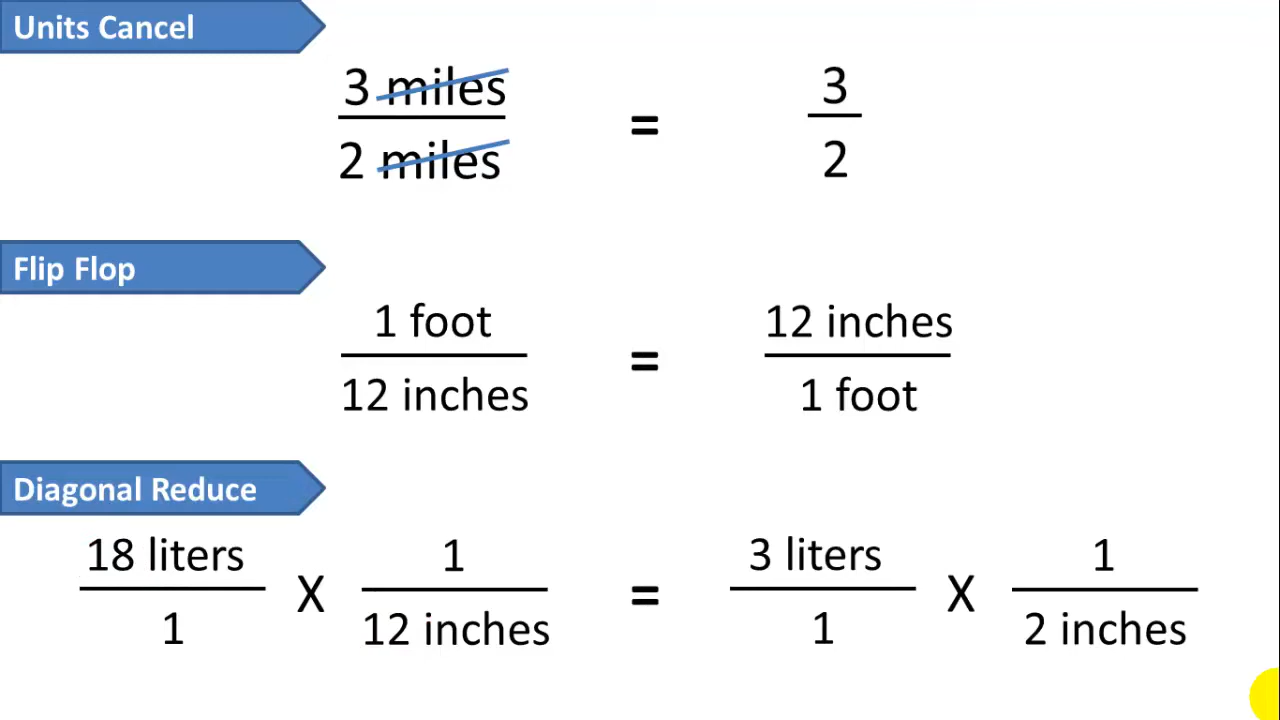 Units Cancel
3 miles = 3
2 miles 2
Flip Flop
1 foot = 12 inches
12 inches 1 foot
Diagonal Reduce
18 liters X 1 = 3 liters X 1
1 12 inches 1 2 inches